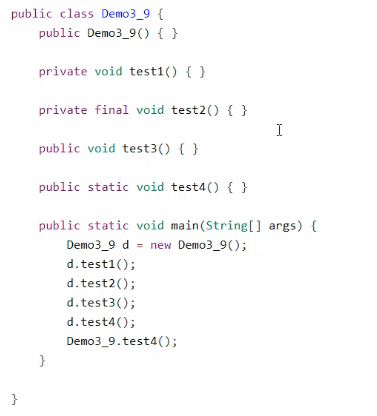 public class Demo3_9 {
public Demo3_9() { }
private void test1() { }
private final void test2() { }
public void test3() { }
public static void test4() { }
public static void main(String[] args) {
Demo3_9 d = new Demo3_9();
d.test1();
d.test2();
d.test3();
d.test4();
Demo3_9.test4();
}
}